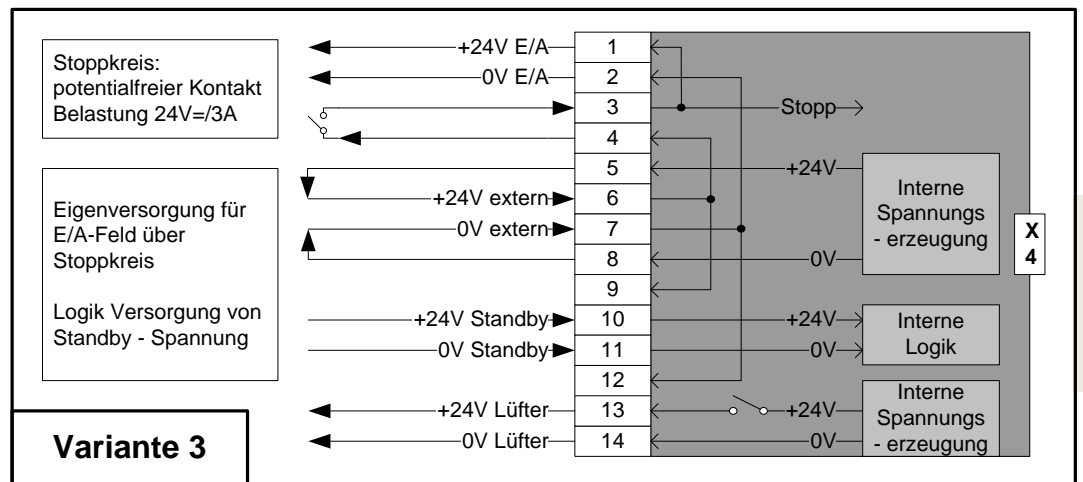 Stoppkreis:
potentialfreier Kontakt
Belastung 24V=/3A
Eigenversorgung für
E/A-Feld über
Stoppkreis
Logik Versorgung von
Standby - Spannung
Variante 3
+24V E/A 1
0V E/A 2
3 Stopp
4
5 +24V
+24V extern 6
0V extern 7
8 0V
9
+24V Standby 10 +24V
0V Standby 11 0V
12
+24V Lüfter 13 +24V
0V Lüfter 14 0V
Interne
Spannungs
- erzeugung
Interne
Logik
Interne
Spannungs
- erzeugung
X
4